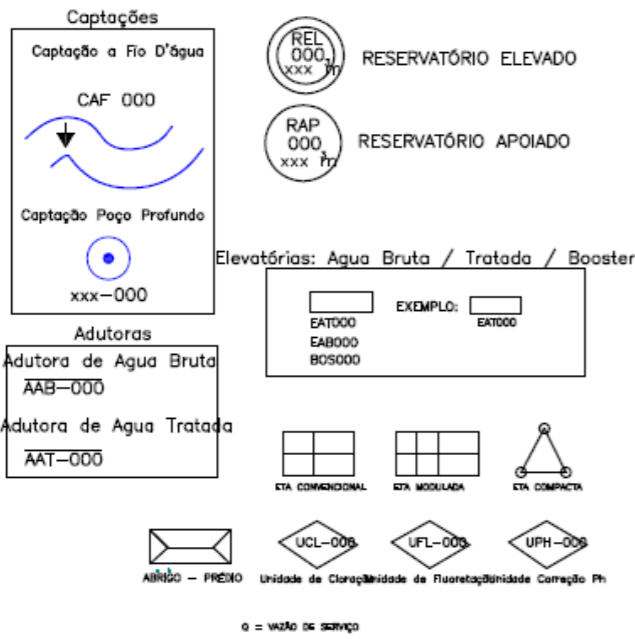 Captações
Captação a Fio D'água
CAF 000
Captação Poço Profundo
xxx-000
REL
000
xxx m³
RESERVATÓRIO ELEVADO
RAP
000
xxx m³
RESERVATÓRIO APOIADO
Elevatórias: Agua Bruta / Tratada / Booster
EAT000
EAB000
BOS000
EXEMPLO:
EAT000
Adutoras
Adutora de Agua Bruta
AAB-000
Adutora de Agua Tratada
AAT-000
ETA CONVENCIONAL
ETA MODULADA
ETA COMPACTA
ABRIGO - PRÉDIO
UCL-000
Unidade de Cloração
UFL-000
Unidade de Fluoretação
UPH-000
Unidade Correção Ph
Q = VAZÃO DE SERVIÇO